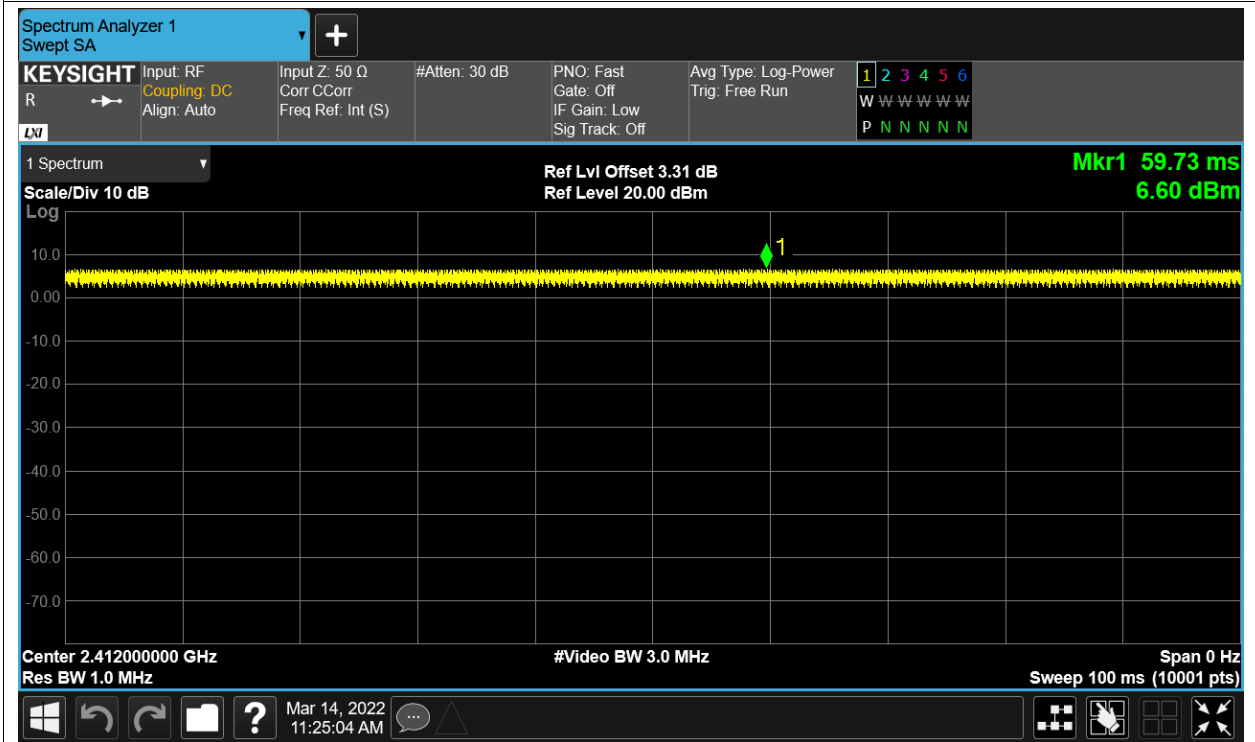 Spectrum Analyzer 1
Swept SA
KEYSIGHT
R
LXI
Input: RF
Coupling: DC
Align: Auto
Input Z: 50 Ω
Corr CCorr
Freq Ref: Int (S)
#Atten: 30 dB
PNO: Fast
Gate: Off
IF Gain: Low
Sig Track: Off
Avg Type: Log-Power
Trig: Free Run
1 2 3 4 5 6
W W W W W W
P N N N N N
1 Spectrum
Scale/Div 10 dB
Ref Lvl Offset 3.31 dB
Ref Level 20.00 dBm
Mkr1 59.73 ms
6.60 dBm
Log
1
10.0
0.00
-10.0
-20.0
-30.0
-40.0
-50.0
-60.0
-70.0
Center 2.412000000 GHz
Res BW 1.0 MHz
#Video BW 3.0 MHz
Span 0 Hz
Sweep 100 ms (10001 pts)
?
Mar 14, 2022
11:25:04 AM